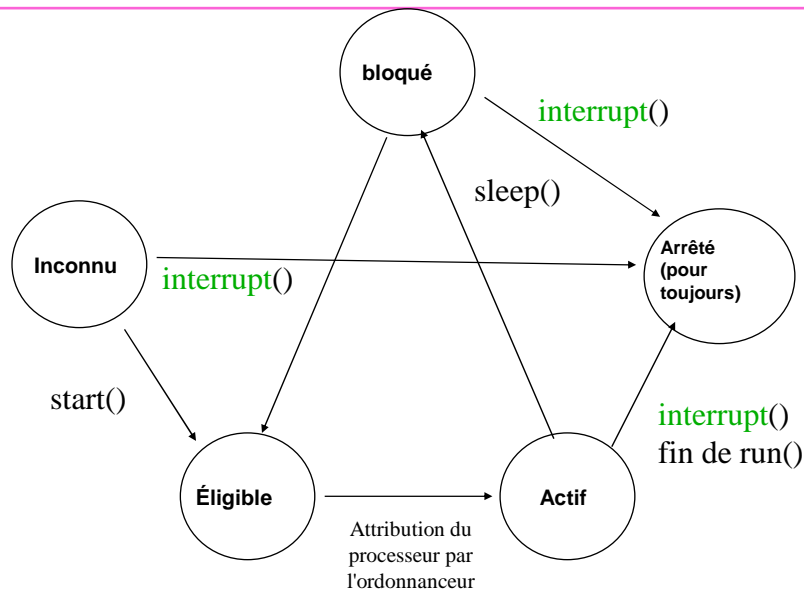 bloqué
interrupt()
sleep()
Inconnu
interrupt()
Arrêté
(pour
toujours)
start()
interrupt()
fin de run()
Éligible
Actif
Attribution du
processeur par
l'ordonnanceur